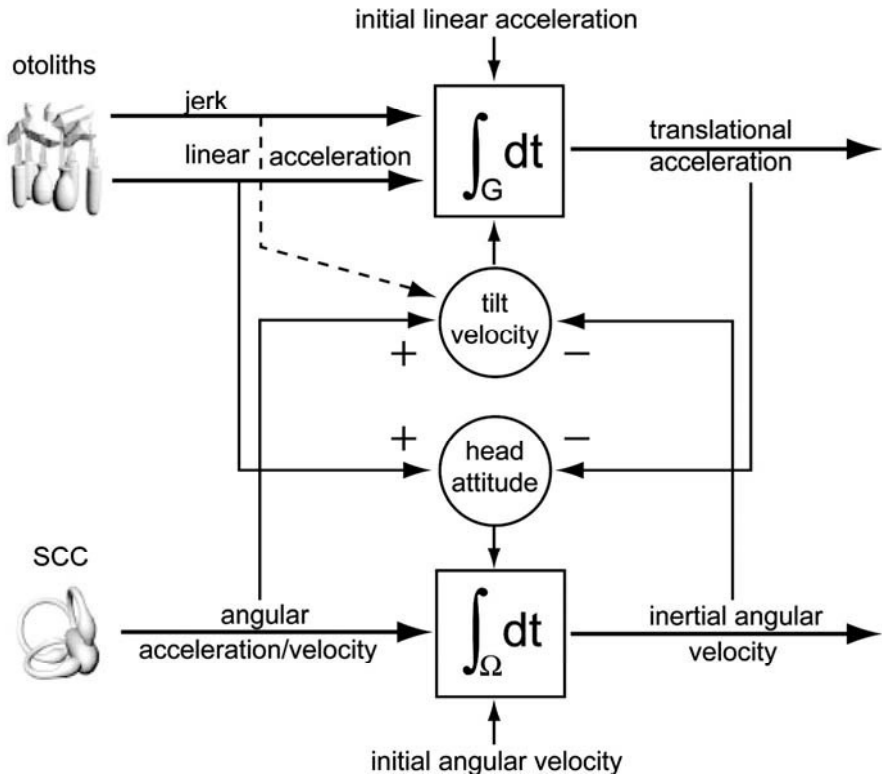 initial linear acceleration
otoliths
jerk
linear acceleration
∫G dt
translational
acceleration
tilt
velocity
+ −
+ −
head
attitude
SCC
angular
acceleration/velocity
∫Ω dt
inertial angular
velocity
initial angular velocity